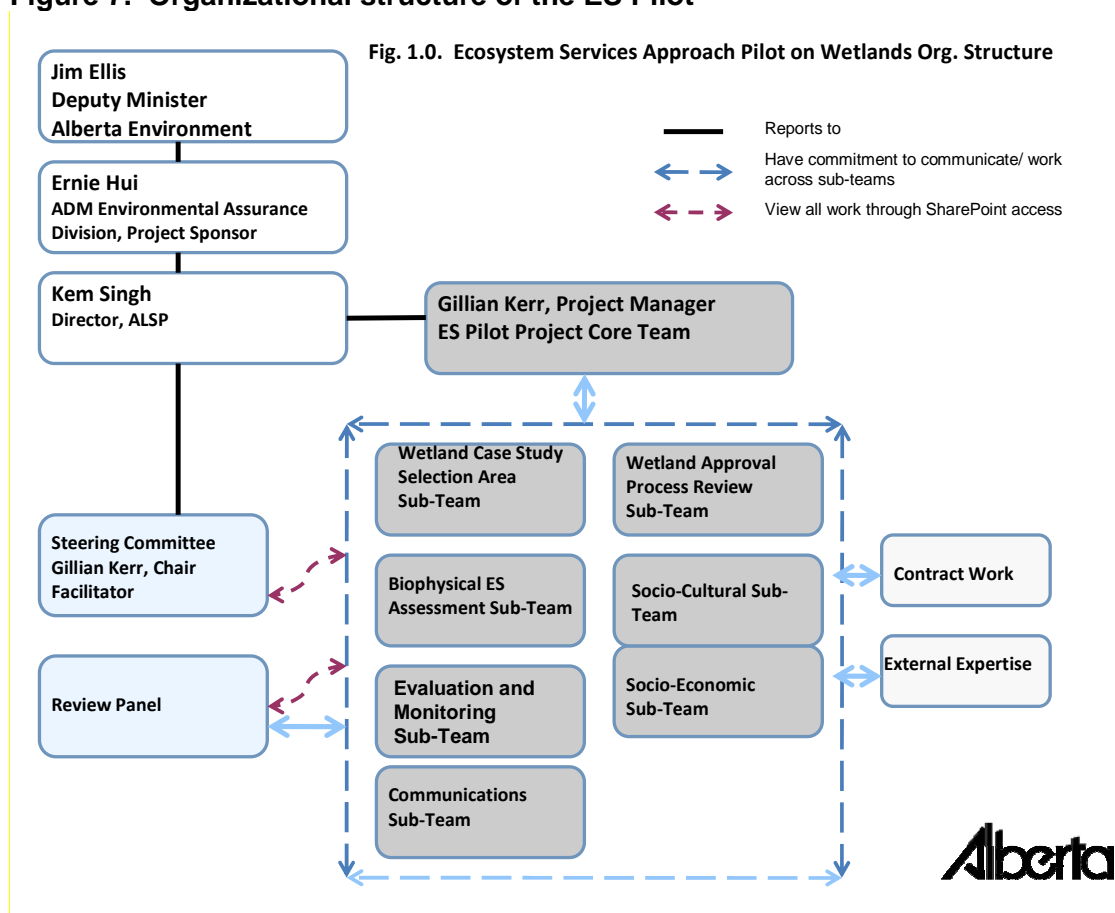 Figure 7: Organizational structure of the ES Pilot
Fig. 1.0. Ecosystem Services Approach Pilot on Wetlands Org. Structure
Jim Ellis
Deputy Minister
Alberta Environment
Reports to
Have commitment to communicate/ work
across sub-teams
View all work through SharePoint access
Ernie Hui
ADM Environmental Assurance
Division, Project Sponsor
Kem Singh
Director, ALSP
Gillian Kerr, Project Manager
ES Pilot Project Core Team
Wetland Case Study
Selection Area
Sub-Team
Wetland Approval
Process Review
Sub-Team
Steering Committee
Gillian Kerr, Chair
Facilitator
Biophysical ES
Assessment Sub-Team
Socio-Cultural Sub-
Team
Contract Work
Review Panel
Evaluation and
Monitoring
Sub-Team
Socio-Economic
Sub-Team
External Expertise
Communications
Sub-Team
Alberta